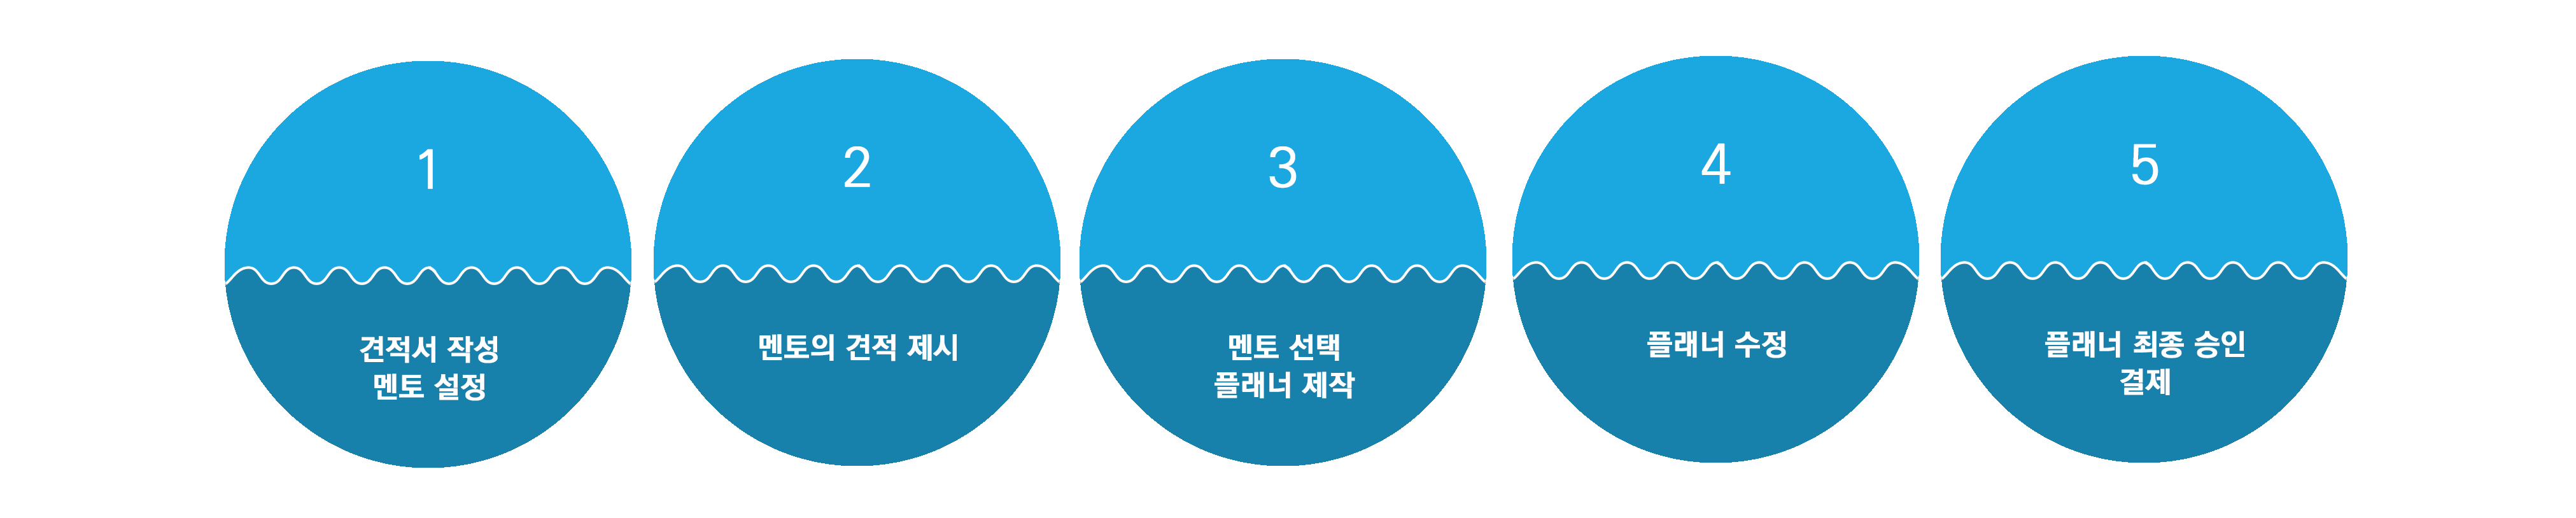 1
견적서 작성
멘토 설정
2
멘토의 견적 제시
3
멘토 선택
플래너 제작
4
플래너 수정
5
플래너 최종 승인
결제